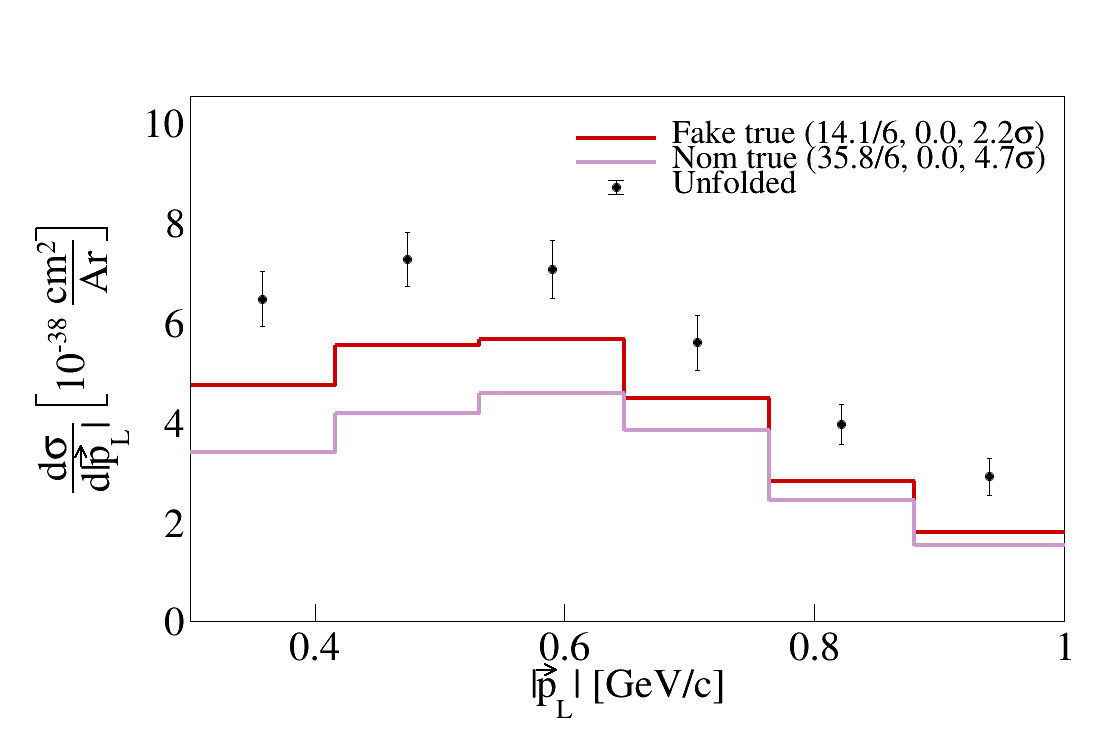 Fake true (14.1/6, 0.0, 2.2σ)
Nom true (35.8/6, 0.0, 4.7σ)
Unfolded
10
8
6
4
2
0
dσ/d|p⃗_L| [10^-38 cm²/Ar]
0.4 0.6 0.8 1
|p⃗_L| [GeV/c]